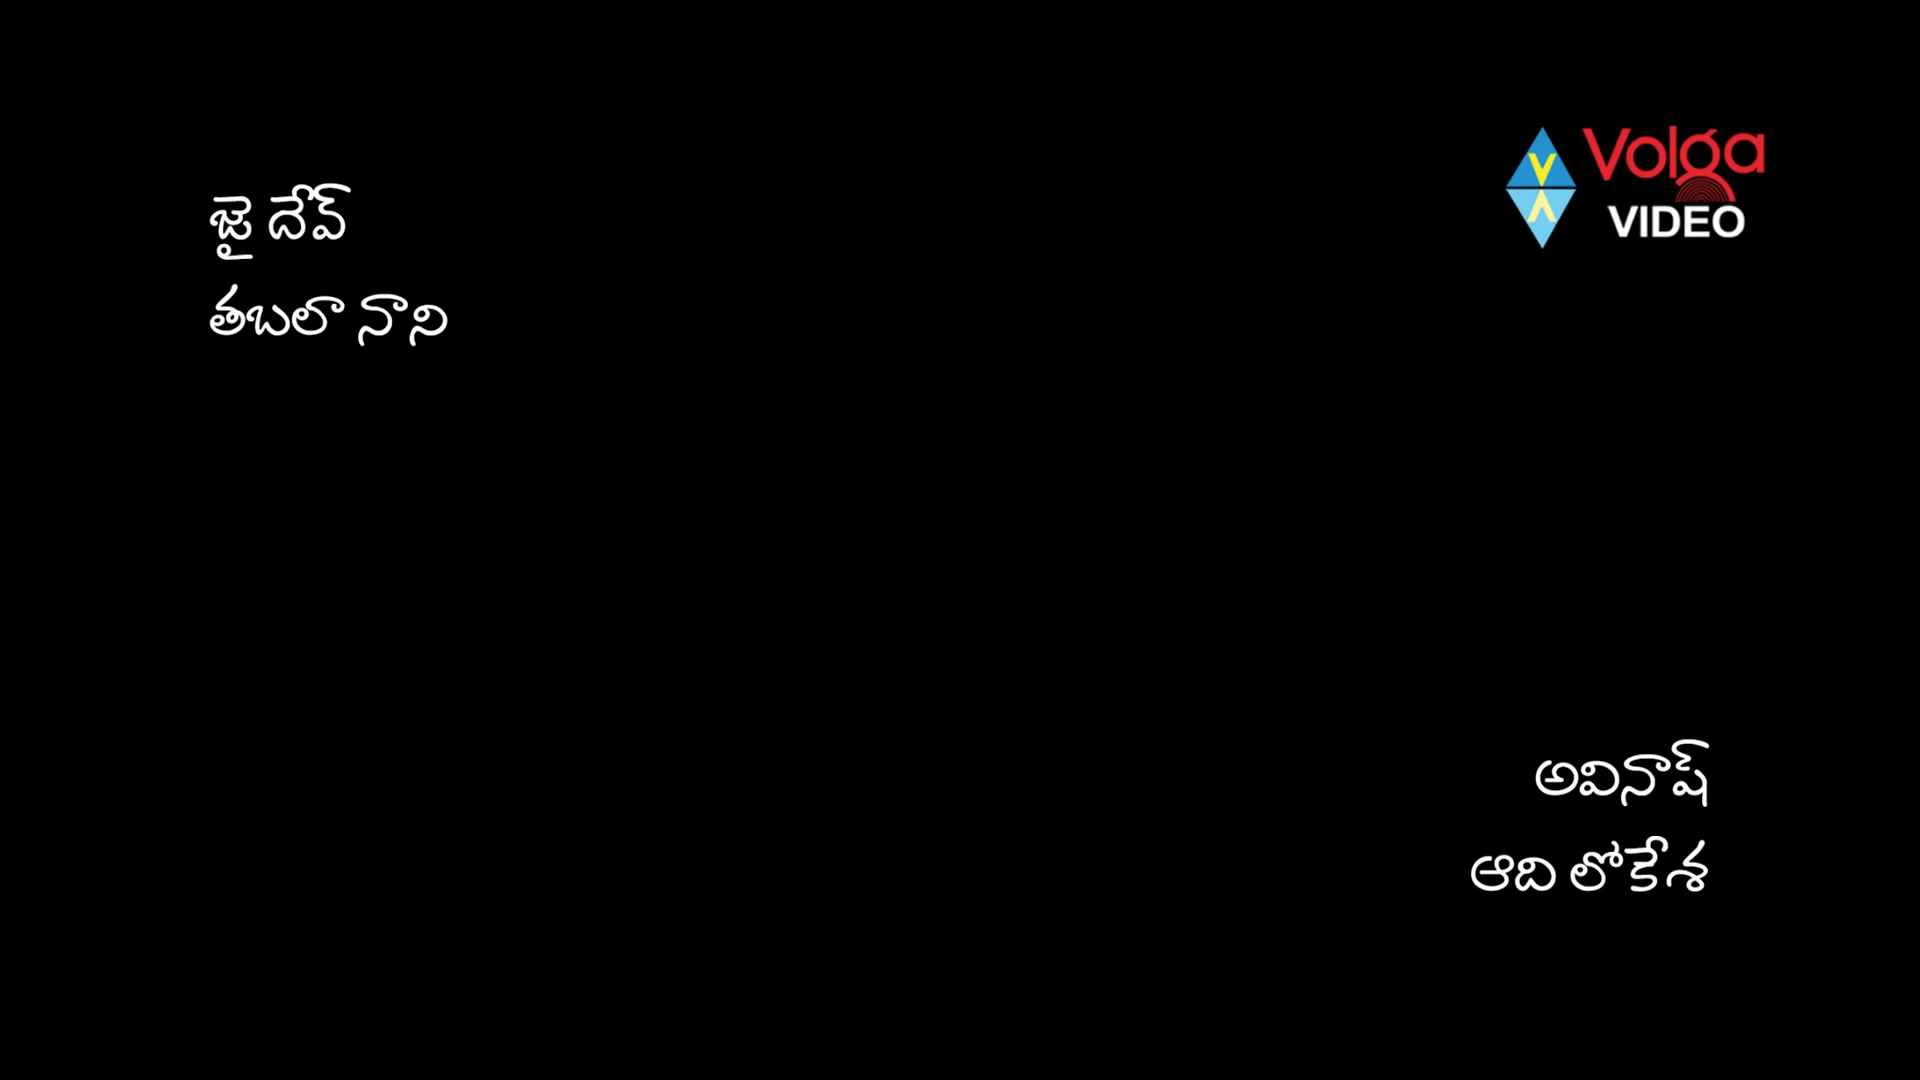 Volga
VIDEO
జై దేవ్
తబలా నాని
అవినాష్
ఆది లోకేశ